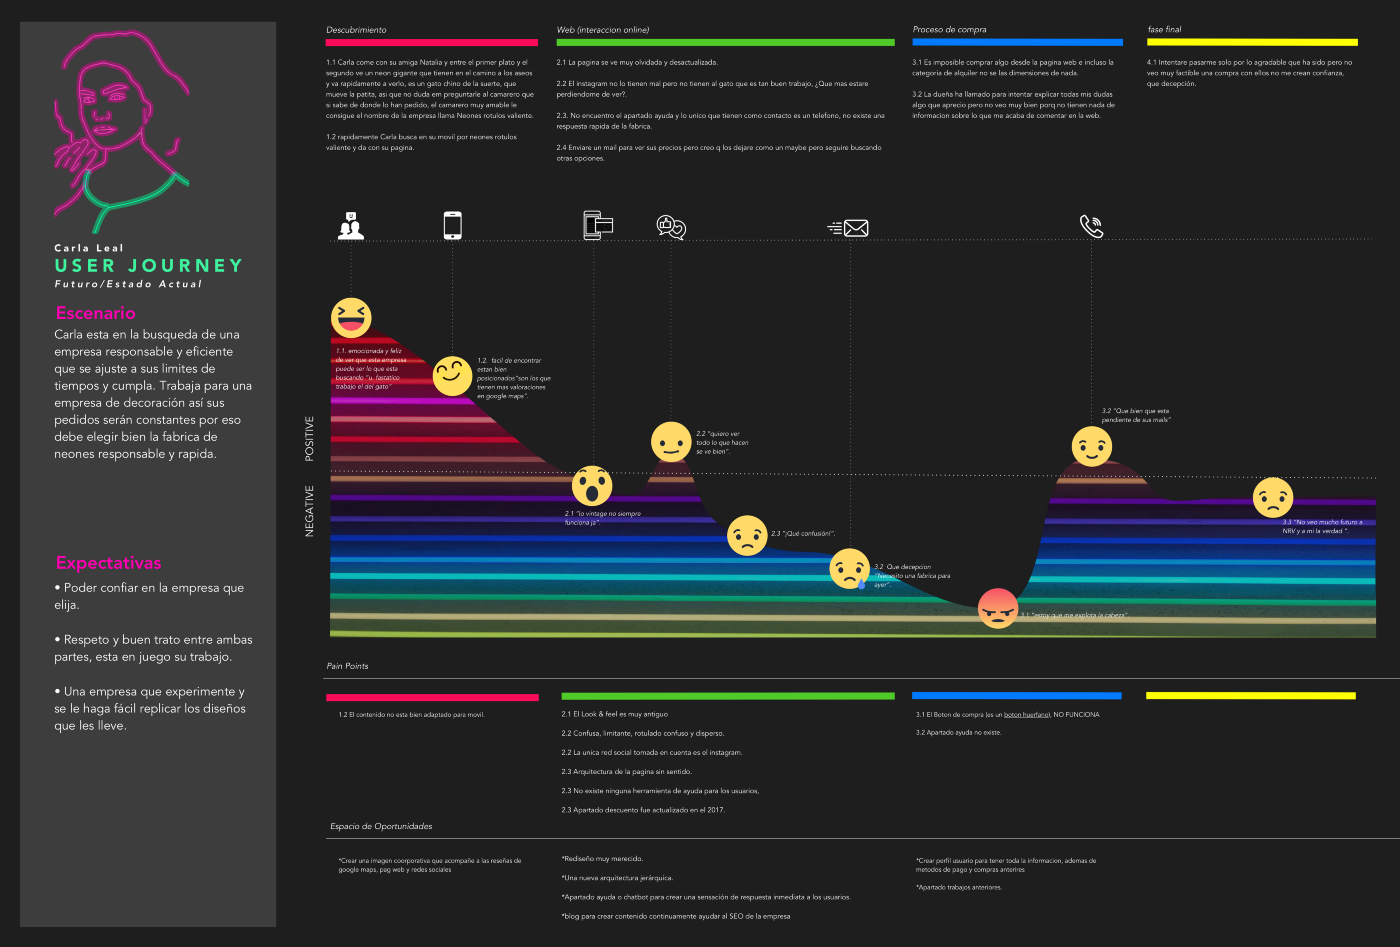 Carla Leal
USER JOURNEY
Futuro/Estado Actual
Escenario
Carla esta en la busqueda de una
empresa responsable y eficiente
que se ajuste a sus limites de
tiempos y cumpla. Trabaja para una
empresa de decoración así sus
pedidos serán constantes por eso
debe elegir bien la fabrica de
neones responsable y rapida.
Expectativas
• Poder confiar en la empresa que
elija.
• Respeto y buen trato entre ambas
partes, esta en juego su trabajo.
• Una empresa que experimente y
se le haga fácil replicar los diseños
que les lleve.
Descubrimiento
1.1 Carla come con su amiga Natalia y entre el primer plato y el
segundo ve un neon gigante que tienen en el camino a los aseos
y va rapidamente a verlo, es un gato chino de la suerte, que
mueve la patita, asi que no duda em preguntarle al camarero que
si sabe de donde lo han pedido, el camarero muy amable le
consigue el nombre de la empresa llama Neones rotulos valiente.
1.2 rapidamente Carla busca en su movil por neones rotulos
valiente y da con su pagina.
Web (interaccion online)
2.1 La pagina se ve muy olvidada y desactualizada.
2.2 El instagram no lo tienen mal pero no tienen al gato que es tan buen trabajo, ¿Que mas estare
perdiendome de ver?.
2.3. No encuentro el apartado ayuda y lo unico que tienen como contacto es un telefono, no existe una
respuesta rapida de la fabrica.
2.4 Enviare un mail para ver sus precios pero creo q los dejare como un maybe pero seguire buscando
otras opciones.
Proceso de compra
3.1 Es imposible comprar algo desde la pagina web e incluso la
categoria de alquiler no se las dimensiones de nada.
3.2 La dueña ha llamado para intentar explicar todas mis dudas
algo que aprecio pero no veo muy bien porq no tienen nada de
informacion sobre lo que me acaba de comentar en la web.
fase final
4.1 Intentare pasarme solo por lo agradable que ha sido pero no
veo muy factible una compra con ellos no me crean confianza,
que decepción.
POSITIVE
NEGATIVE
1.1. emocionada y feliz
de ver que esta empresa
puede ser lo que esta
buscando "u. fastatico
trabajo el del gato"
1.2. facil de encontrar
estan bien
posicionados"son los que
tienen mas valoraciones
en google maps".
2.1 "lo vintage no siempre
funciona ja".
2.2 "quiero ver
todo lo que hacen
se ve bien".
2.3 "¡Qué confusión!".
3.2 Que decepcion
"Necesito una fabrica para
ayer".
3.1 "estoy que me explota la cabeza".
3.2 "Que bien que esta
pendiente de sus mails"
3.3 "No veo mucho futuro a
NRV y a mi la verdad ".
Pain Points
1.2 El contenido no esta bien adaptado para movil.
2.1 El Look & feel es muy antiguo
2.2 Confusa, limitante, rotulado confuso y disperso.
2.2 La unica red social tomada en cuenta es el instagram.
2.3 Arquitectura de la pagina sin sentido.
2.3 No existe ninguna herramienta de ayuda para los usuarios,
2.3 Apartado descuento fue actualizado en el 2017.
3.1 El Boton de compra (es un boton huerfano), NO FUNCIONA
3.2 Apartado ayuda no existe.
Espacio de Oportunidades
*Crear una imagen coorporativa que acompañe a las reseñas de
google maps, pag web y redes sociales
*Rediseño muy merecido.
*Una nueva arquitectura jerárquica.
*Apartado ayuda o chatbot para crear una sensación de respuesta inmediata a los usuarios.
*blog para crear contenido continuamente ayudar al SEO de la empresa
*Crear perfil usuario para tener toda la informacion, ademas de
metodos de pago y compras anterires
*Apartado trabajos anteriores.